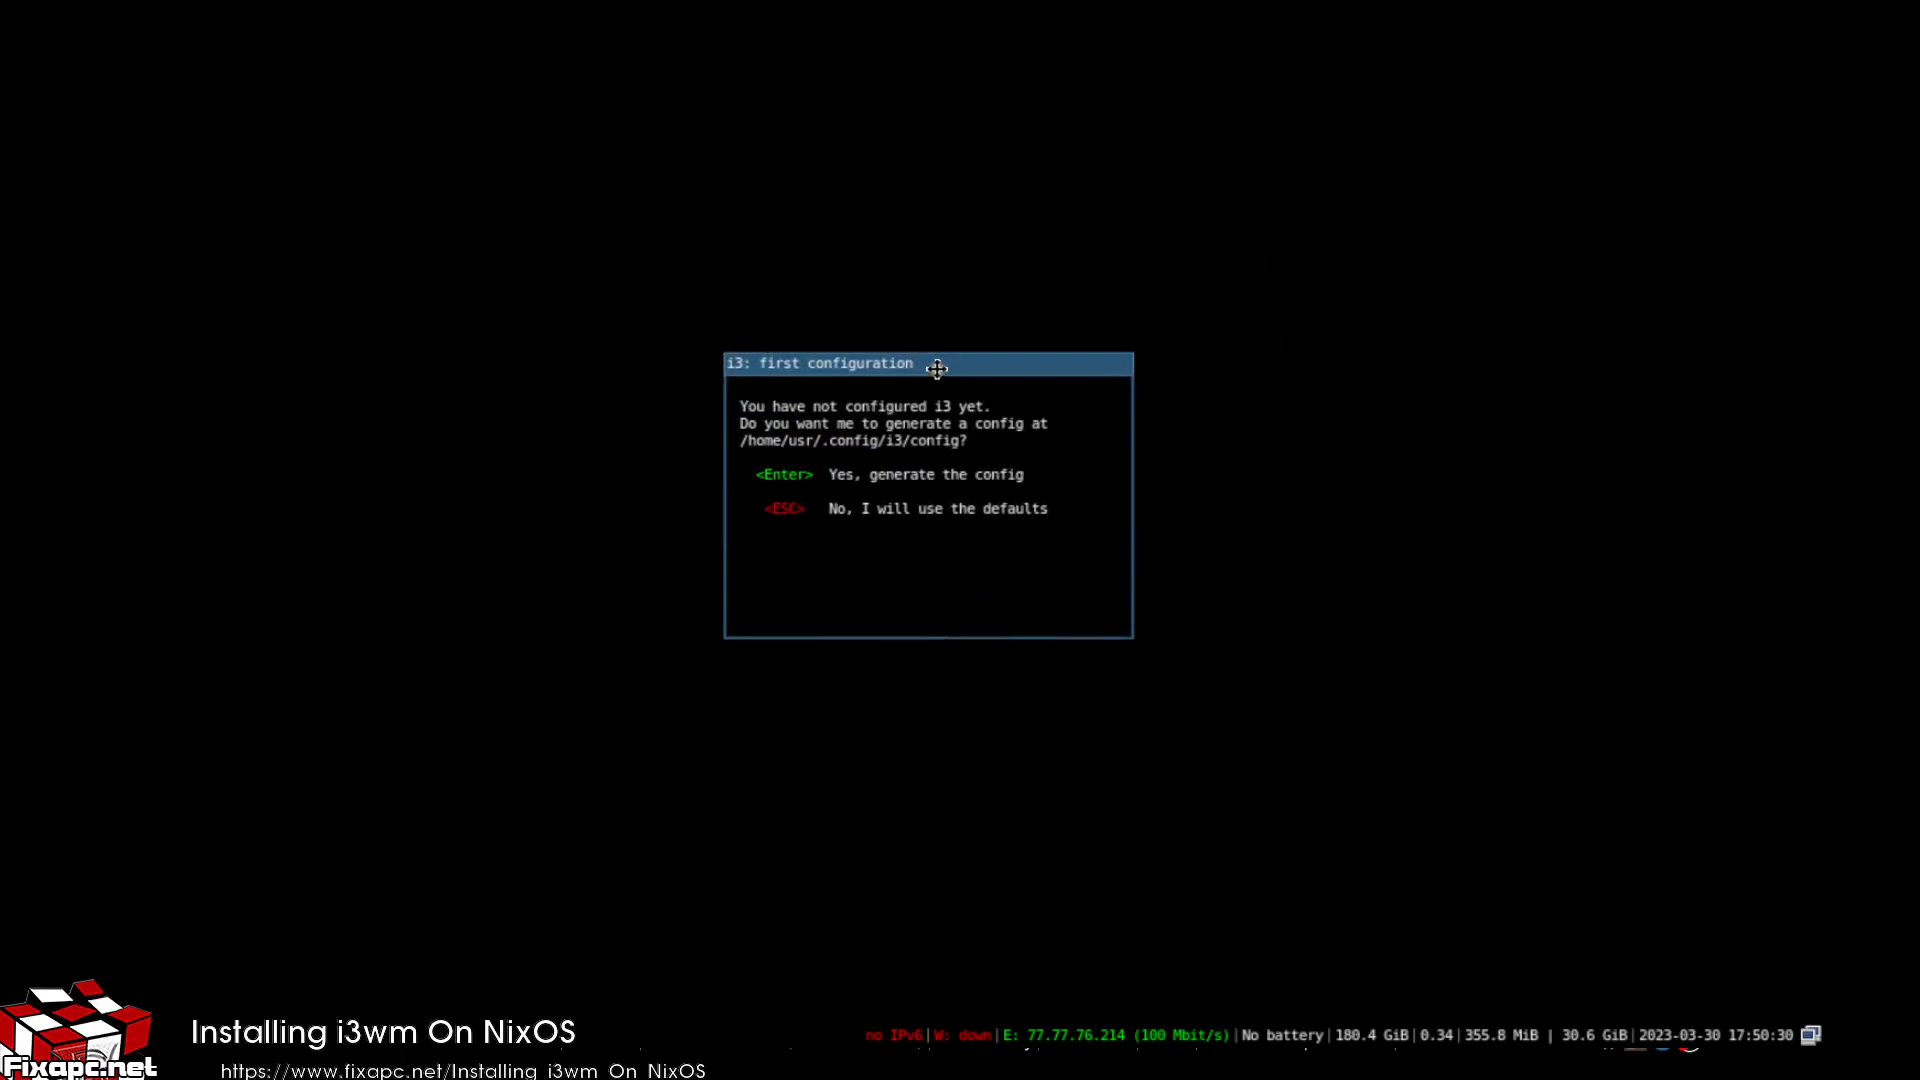 i3: first configuration
You have not configured i3 yet.
Do you want me to generate a config at
/home/usr/.config/i3/config?
<Enter> Yes, generate the config
<ESC> No, I will use the defaults
Installing i3wm On NixOS
no IPv6|W: down|E: 77.77.76.214 (100 Mbit/s)|No battery|180.4 GiB|0.34|355.8 MiB | 30.6 GiB|2023-03-30 17:50:30
Fixapc.net
https://www.fixapc.net/Installing_i3wm_On_NixOS